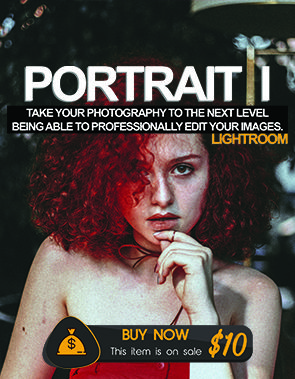 PORTRAIT | I
TAKE YOUR PHOTOGRAPHY TO THE NEXT LEVEL
BEING ABLE TO PROFESSIONALLY EDIT YOUR IMAGES.
LIGHTROOM
$
BUY NOW
This item is on sale $10